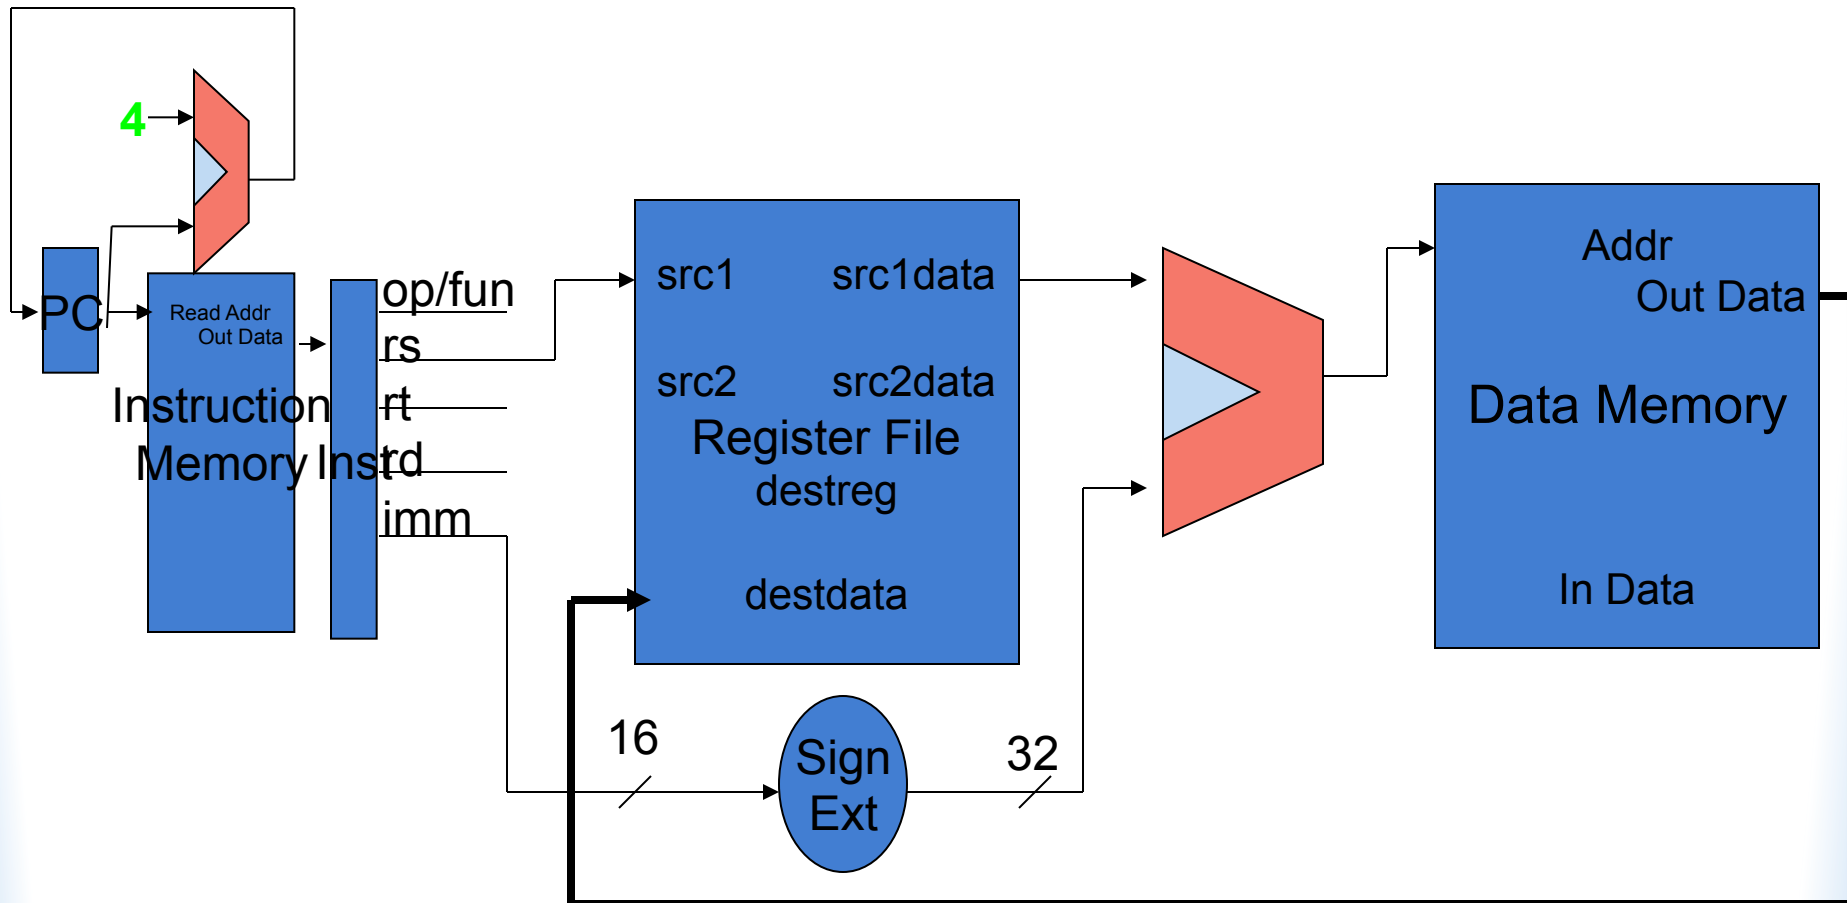 4
PC
Read Addr
Out Data
Instruction
Memory
Inst
op/fun
rs
rt
rd
imm
src1
src1data
src2
src2data
Register File
destreg
destdata
16
Sign
Ext
32
Addr
Out Data
Data Memory
In Data